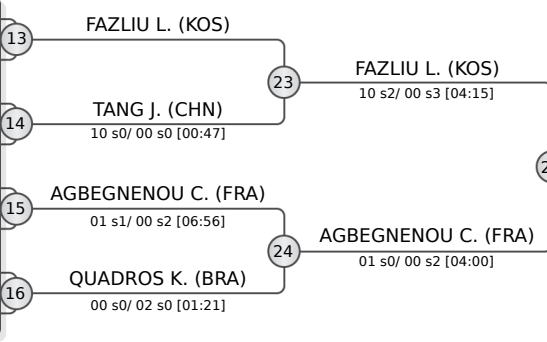 13
FAZLIU L. (KOS)
23
FAZLIU L. (KOS)
10 s2/ 00 s3 [04:15]
14
TANG J. (CHN)
10 s0/ 00 s0 [00:47]
15
AGBEGNENOU C. (FRA)
01 s1/ 00 s2 [06:56]
24
AGBEGNENOU C. (FRA)
01 s0/ 00 s2 [04:00]
16
QUADROS K. (BRA)
00 s0/ 02 s0 [01:21]